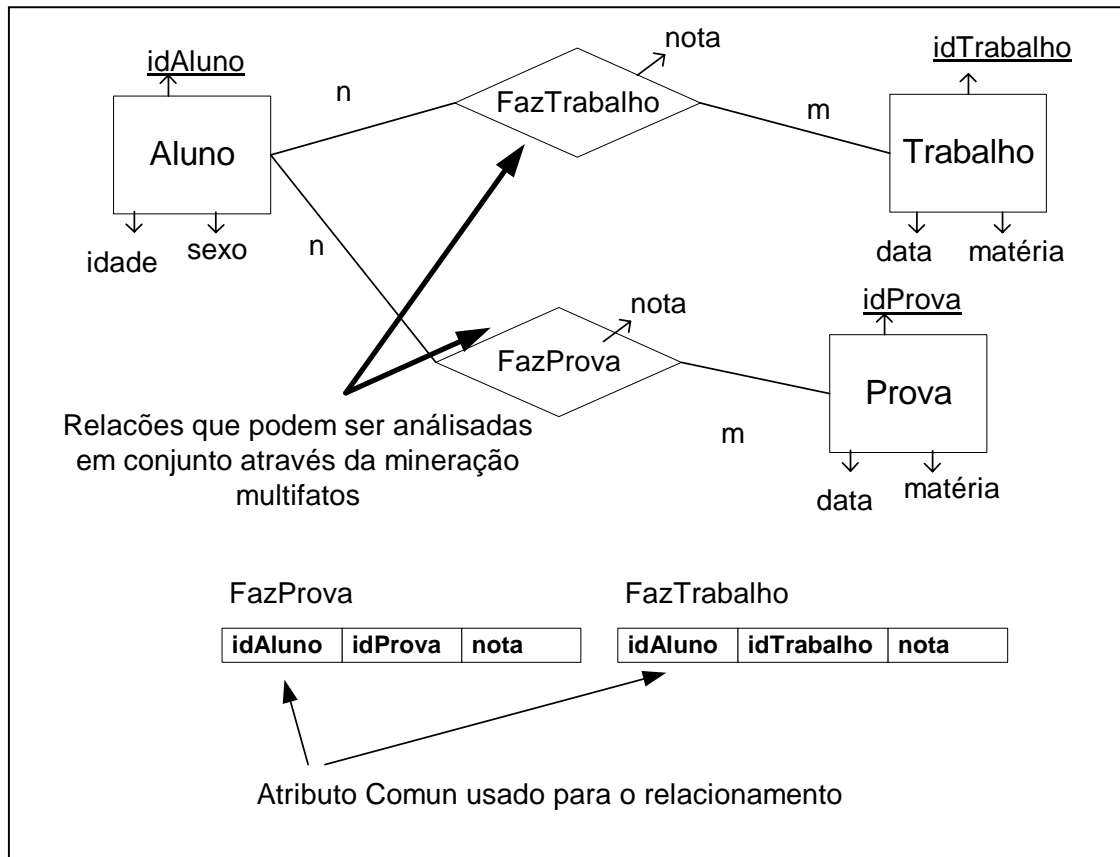 nota
idAluno
idTrabalho
n
FazTrabalho
m
Aluno
Trabalho
idade
sexo
n
data
matéria
idProva
nota
FazProva
Prova
m
Relacões que podem ser análisadas
em conjunto através da mineração
multifatos
data
matéria
FazProva
FazTrabalho
idAluno idProva nota
idAluno idTrabalho nota
Atributo Comun usado para o relacionamento